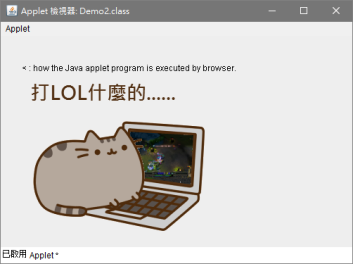 Applet 檢視器: Demo2.class
Applet
< : how the Java applet program is executed by browser.
打LOL什麼的......
已啟用 Applet *